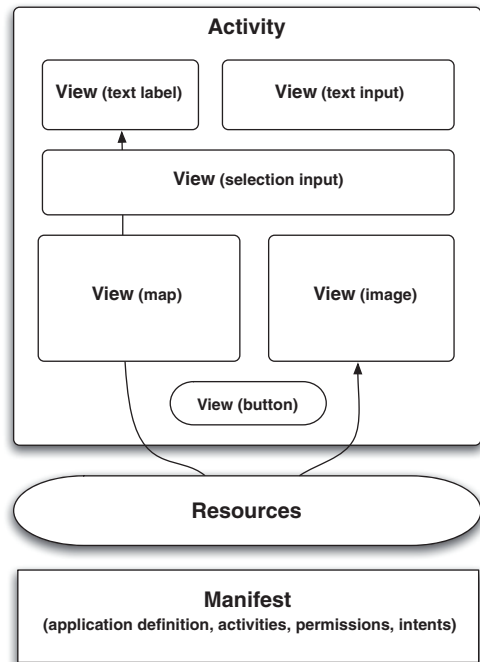 Activity
View (text label)
View (text input)
View (selection input)
View (map)
View (image)
View (button)
Resources
Manifest
(application definition, activities, permissions, intents)